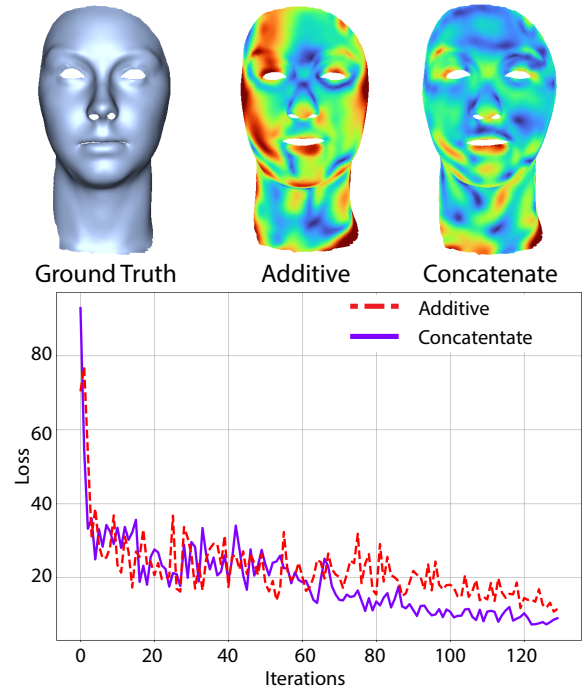 Ground Truth Additive Concatenate
Additive
Concatentate
80
60
40
20
Loss
0 20 40 60 80 100 120
Iterations